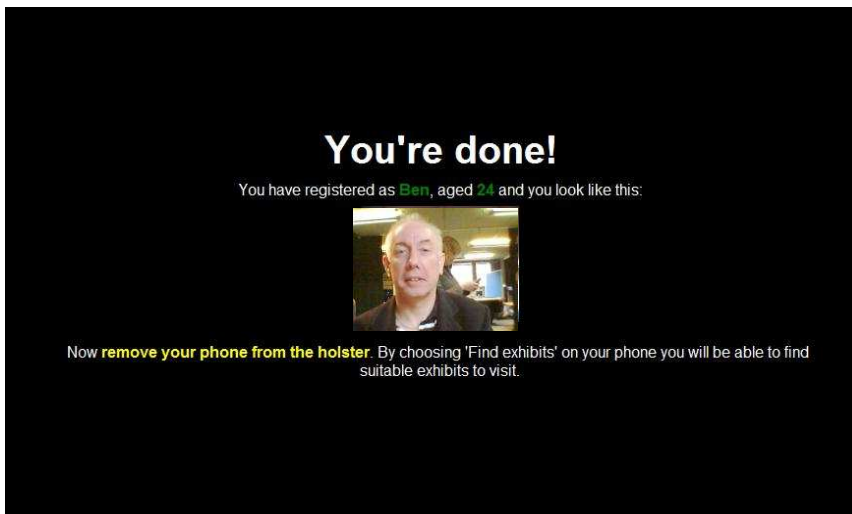 You're done!
You have registered as Ben, aged 24 and you look like this:
Now remove your phone from the holster. By choosing 'Find exhibits' on your phone you will be able to find
suitable exhibits to visit.